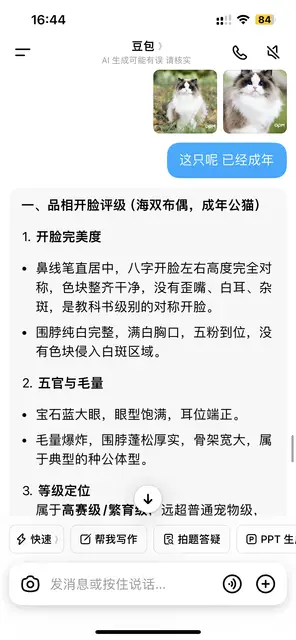 16:44
84
豆包
AI 生成可能有误 请核实
这只呢 已经成年
一、品相开脸评级（海双布偶，成年公猫）
1. 开脸完美度
• 鼻线笔直居中，八字开脸左右高度完全对
称，色块整齐干净，没有歪嘴、白耳、杂
斑，是教科书级别的对称开脸。
• 围脖纯白完整，满白胸口，五粉到位，没
有色块侵入白斑区域。
2. 五官与毛量
• 宝石蓝大眼，眼型饱满，耳位端正。
• 毛量爆炸，围脖蓬松厚实，骨架宽大，属
于典型的种公体型。
3. 等级定位
属于高赛级/繁育级，远超普通宠物级，
快速
帮我写作
拍题答疑
PPT 生
发消息或按住说话...